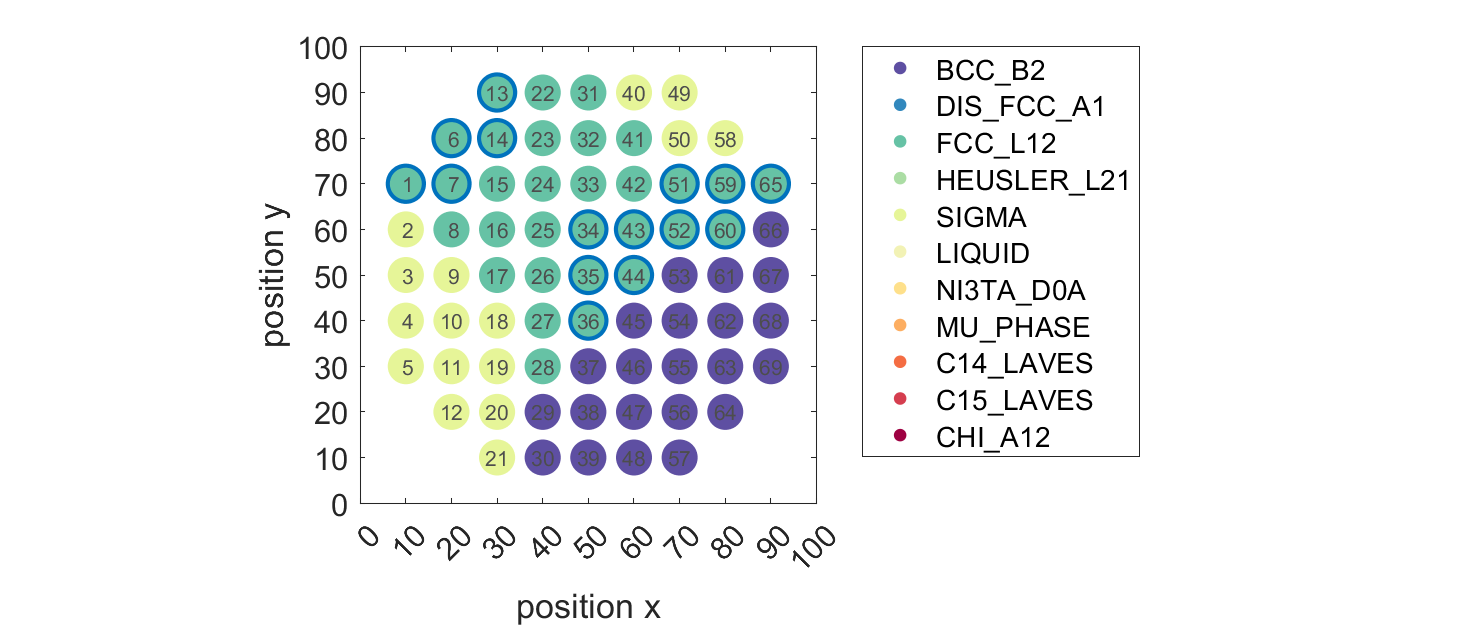 100
90
80
70
60
50
40
30
20
10
0
position y
13 22 31 40 49
6 14 23 32 41 50 58
1 7 15 24 33 42 51 59 65
2 8 16 25 34 43 52 60 66
3 9 17 26 35 44 53 61 67
4 10 18 27 36 45 54 62 68
5 11 19 28 37 46 55 63 69
12 20 29 38 47 56 64
21 30 39 48 57
0 10 20 30 40 50 60 70 80 90 100
position x
BCC_B2
DIS_FCC_A1
FCC_L12
HEUSLER_L21
SIGMA
LIQUID
NI3TA_D0A
MU_PHASE
C14_LAVES
C15_LAVES
CHI_A12